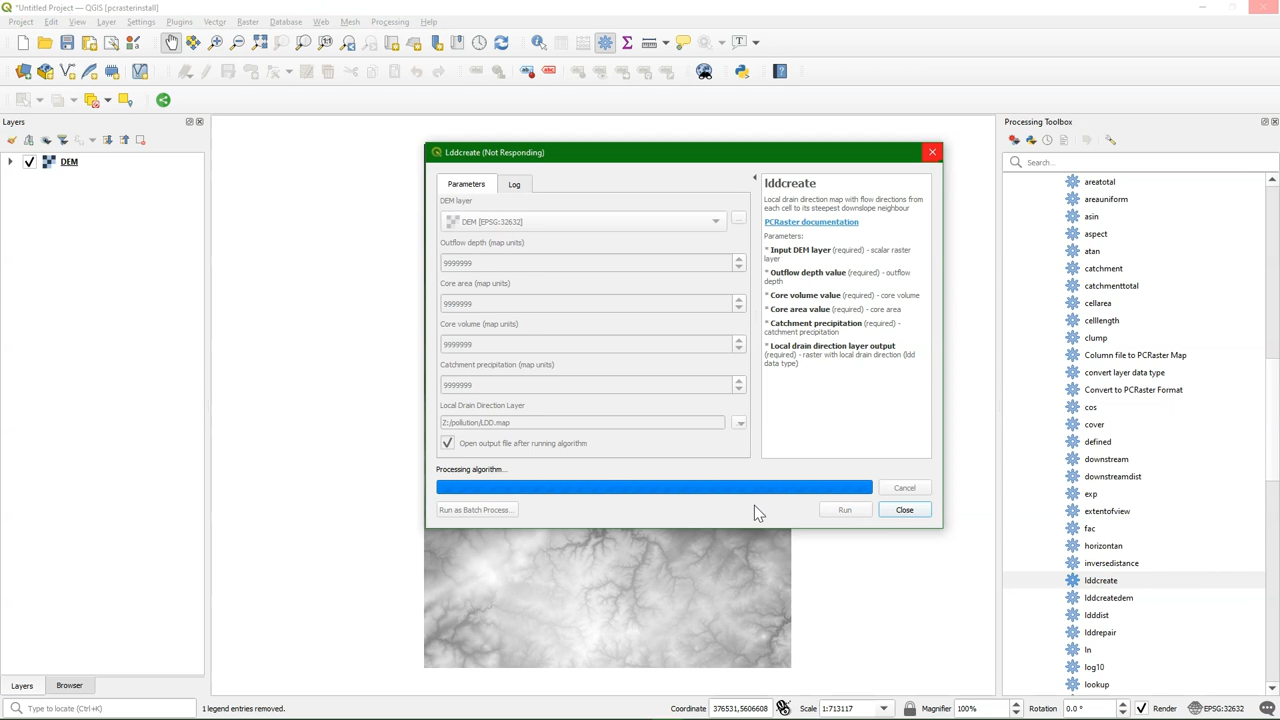 *Untitled Project — QGIS [pcrasterinstall]
Project Edit View Layer Settings Plugins Vector Raster Database Web Mesh Processing Help
Layers
DEM
Layers Browser
Type to locate (Ctrl+K)
1 legend entries removed.
Lddcreate (Not Responding)
Parameters Log
DEM layer
DEM [EPSG:32632]
...
Outflow depth (map units)
9999999
Core area (map units)
9999999
Core volume (map units)
9999999
Catchment precipitation (map units)
9999999
Local Drain Direction Layer
Z:/pollution/LDD.map
Open output file after running algorithm
Processing algorithm...
Cancel
Run as Batch Process...
Run
Close
lddcreate
Local drain direction map with flow directions from
each cell to its steepest downslope neighbour
PCRaster documentation
Parameters:
* Input DEM layer (required) - scalar raster
layer
* Outflow depth value (required) - outflow
depth
* Core volume value (required) - core volume
* Core area value (required) - core area
* Catchment precipitation (required) -
catchment precipitation
* Local drain direction layer output
(required) - raster with local drain direction (ldd
data type)
Processing Toolbox
Search...
areatotal
areauniform
asin
aspect
atan
catchment
catchmenttotal
cellarea
celllength
clump
Column file to PCRaster Map
convert layer data type
Convert to PCRaster Format
cos
cover
defined
downstream
downstreamdist
exp
extentofview
fac
horizontan
inversedistance
lddcreate
lddcreatedem
ldddist
lddrepair
ln
log10
lookup
Coordinate 376531,5606608
Scale 1:713117
Magnifier 100%
Rotation 0.0 °
Render
EPSG:32632